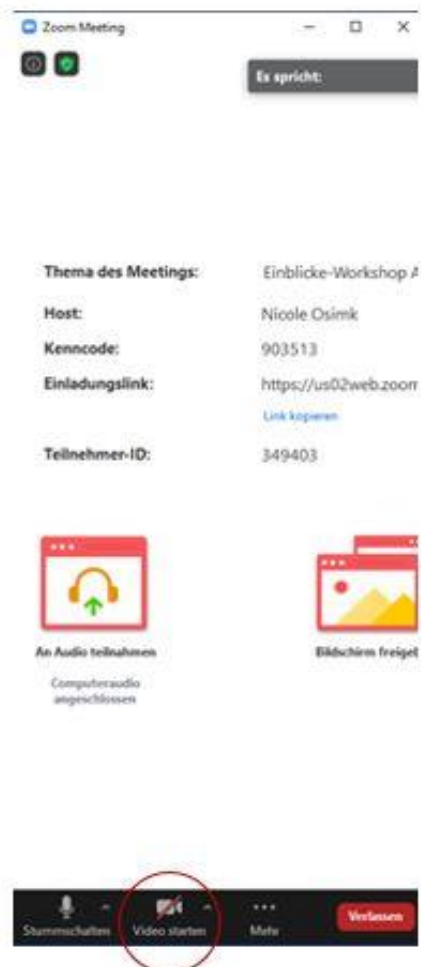 Zoom Meeting
Es spricht:
Thema des Meetings: Einblicke-Workshop A
Host: Nicole Osimk
Kenncode: 903513
Einladungslink: https://us02web.zoom
Link kopieren
Teilnehmer-ID: 349403
An Audio teilnahmen
Bildschirm freigeb
Computeraudio
angeschlossen
Stummschalten Video starten Mehr Verlassen